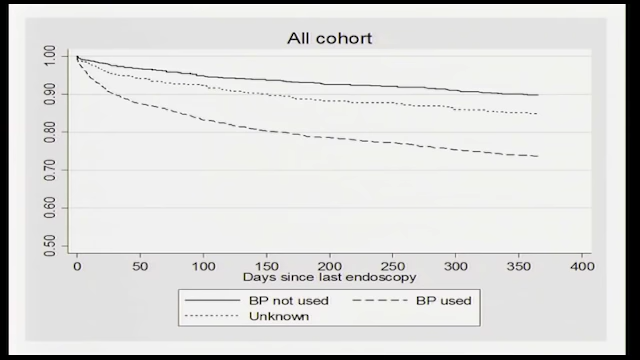 All cohort
1.00
0.90
0.80
0.70
0.60
0.50
0 50 100 150 200 250 300 350 400
Days since last endoscopy
BP not used BP used
Unknown